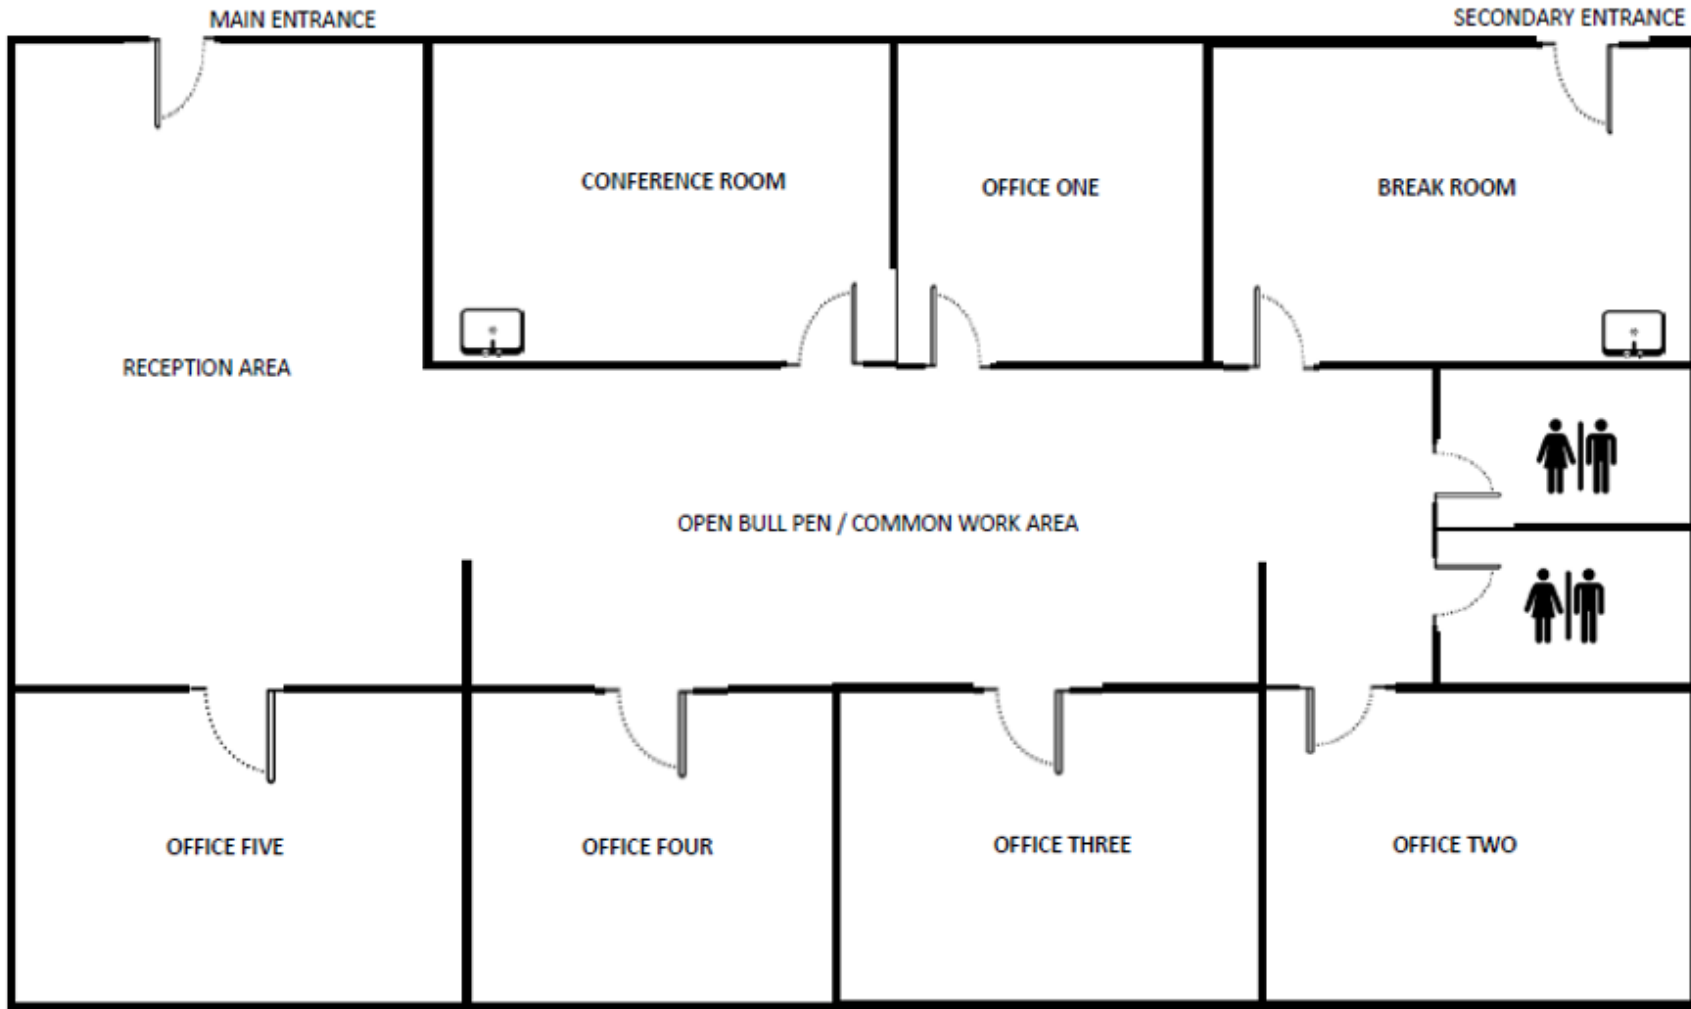 MAIN ENTRANCE
SECONDARY ENTRANCE
CONFERENCE ROOM
OFFICE ONE
BREAK ROOM
RECEPTION AREA
OPEN BULL PEN / COMMON WORK AREA
OFFICE FIVE
OFFICE FOUR
OFFICE THREE
OFFICE TWO